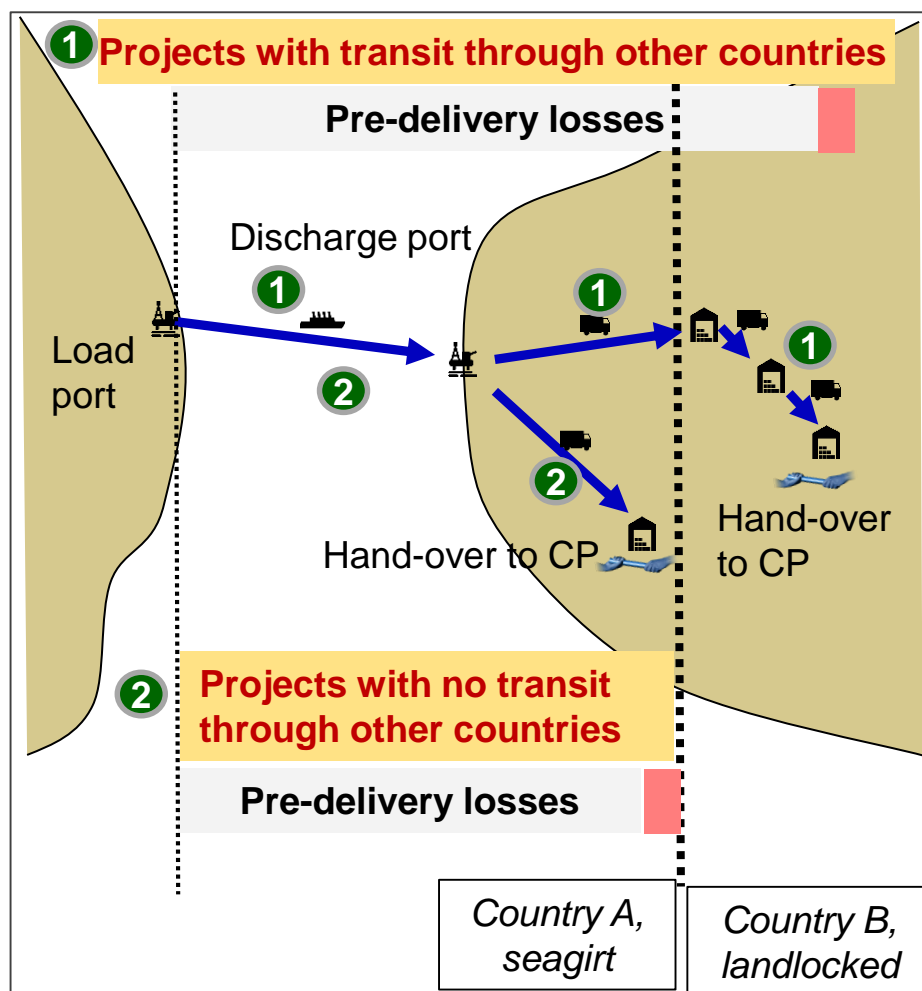 1
Projects with transit through other countries
Pre-delivery losses
Discharge port
1
1
Load
port
1
2
2
Hand-over to CP
Hand-over
to CP
2
Projects with no transit
through other countries
Pre-delivery losses
Country A,
seagirt
Country B,
landlocked